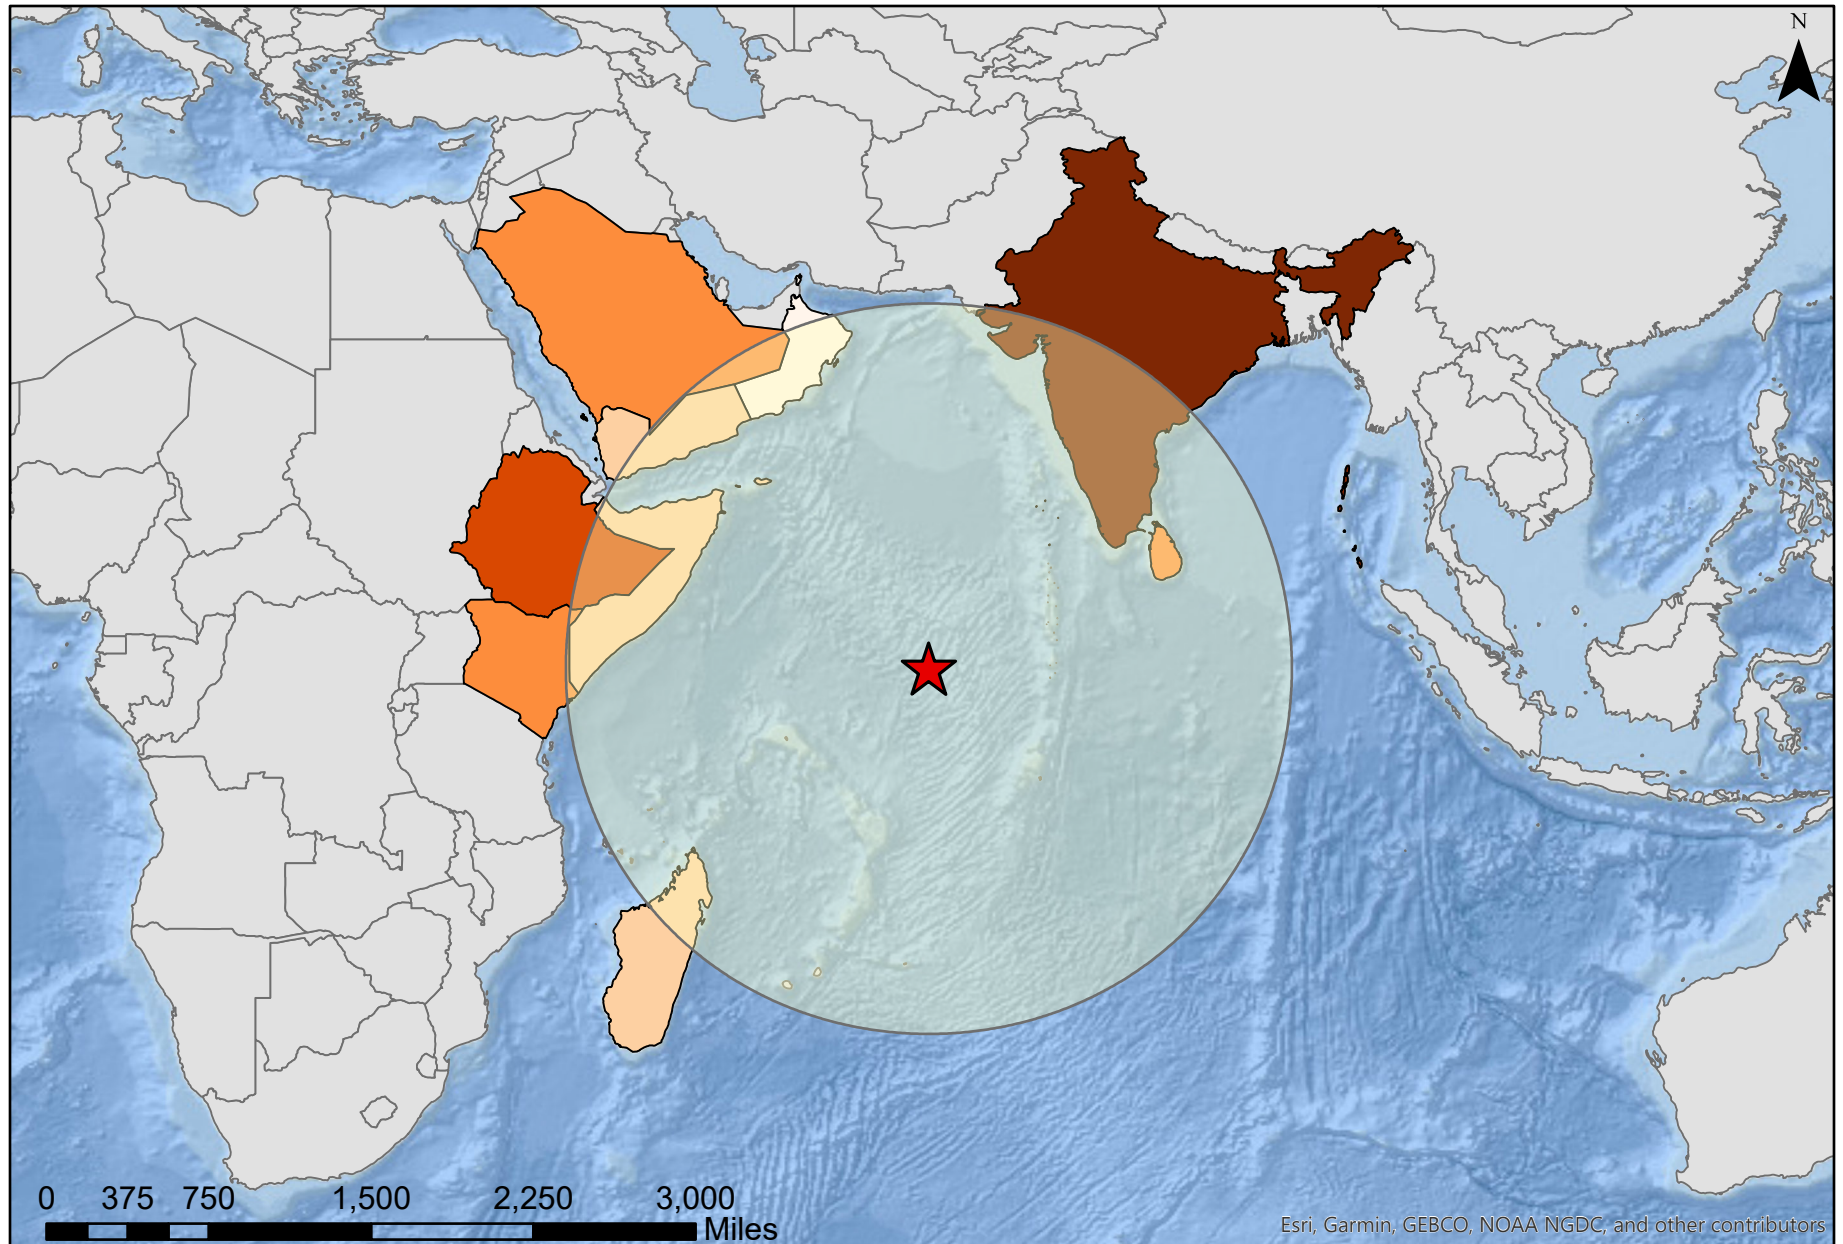 N
0 375 750 1,500 2,250 3,000
Miles
Esri, Garmin, GEBCO, NOAA NGDC, and other contributors